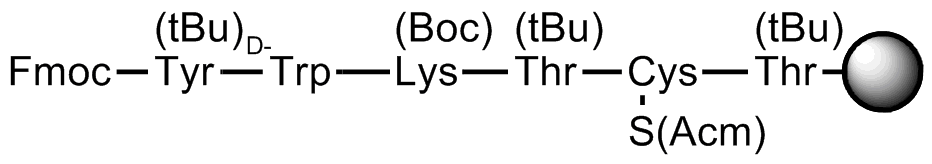 (tBu) (Boc) (tBu) (tBu)
Fmoc Tyr D-Trp Lys Thr Cys Thr
S(Acm)